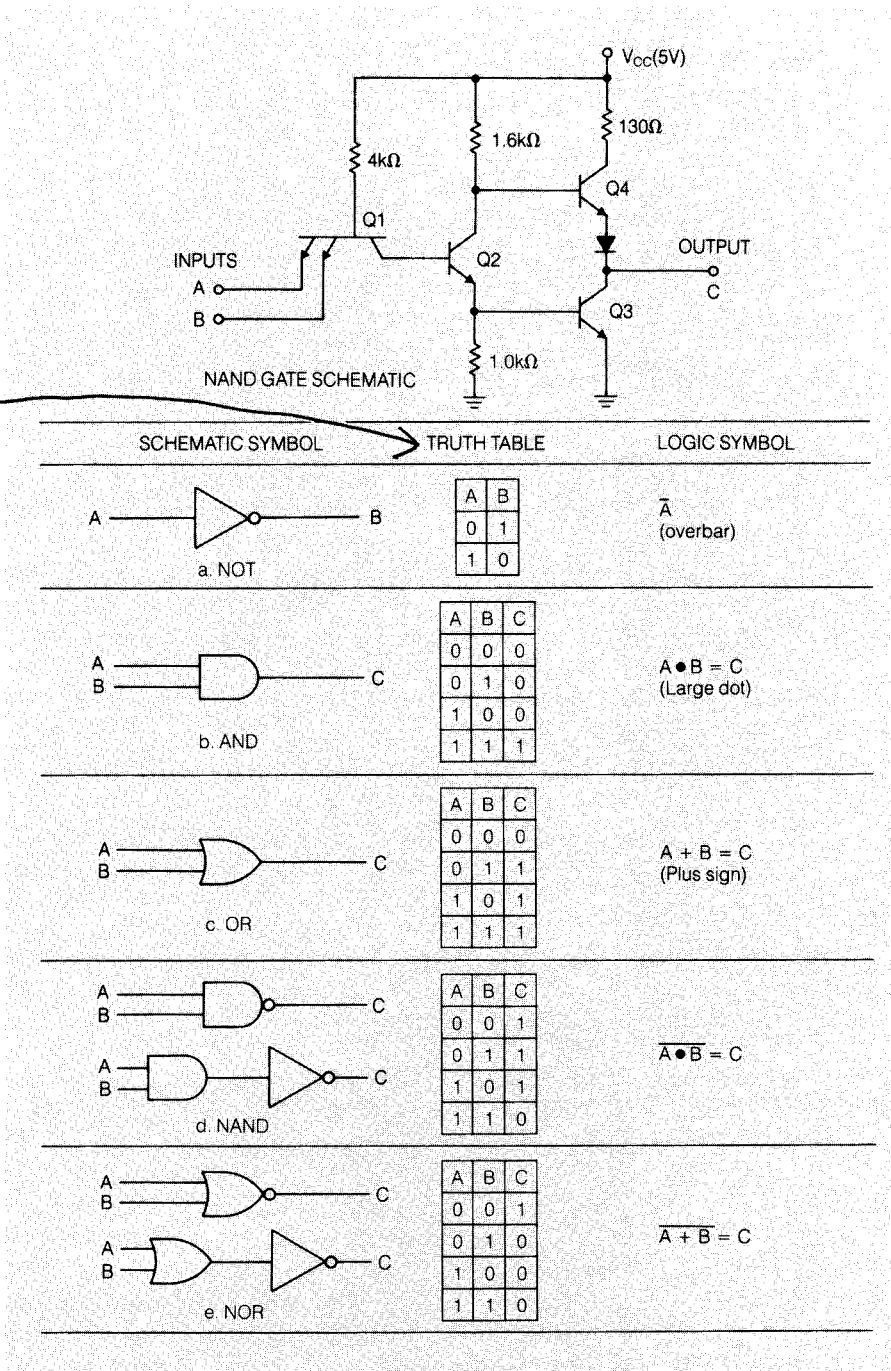 V_CC(5V)
130Ω
1.6kΩ
4kΩ
Q4
Q1
OUTPUT
INPUTS
Q2
A
C
B
Q3
1.0kΩ
NAND GATE SCHEMATIC
SCHEMATIC SYMBOL TRUTH TABLE LOGIC SYMBOL
A B
A B
0 1
1 0
A̅
(overbar)
a. NOT
A B C
0 0 0
0 1 0
1 0 0
1 1 1
A
B
C
A ● B = C
(Large dot)
b. AND
A B C
0 0 0
0 1 1
1 0 1
1 1 1
A
B
C
A + B = C
(Plus sign)
c. OR
A
B
C
A
B
C
A B C
0 0 1
0 1 1
1 0 1
1 1 0
A̅ ̅●̅ ̅B̅ = C
d. NAND
A
B
C
A
B
C
A B C
0 0 1
0 1 0
1 0 0
1 1 0
A̅ ̅+̅ ̅B̅ = C
e. NOR